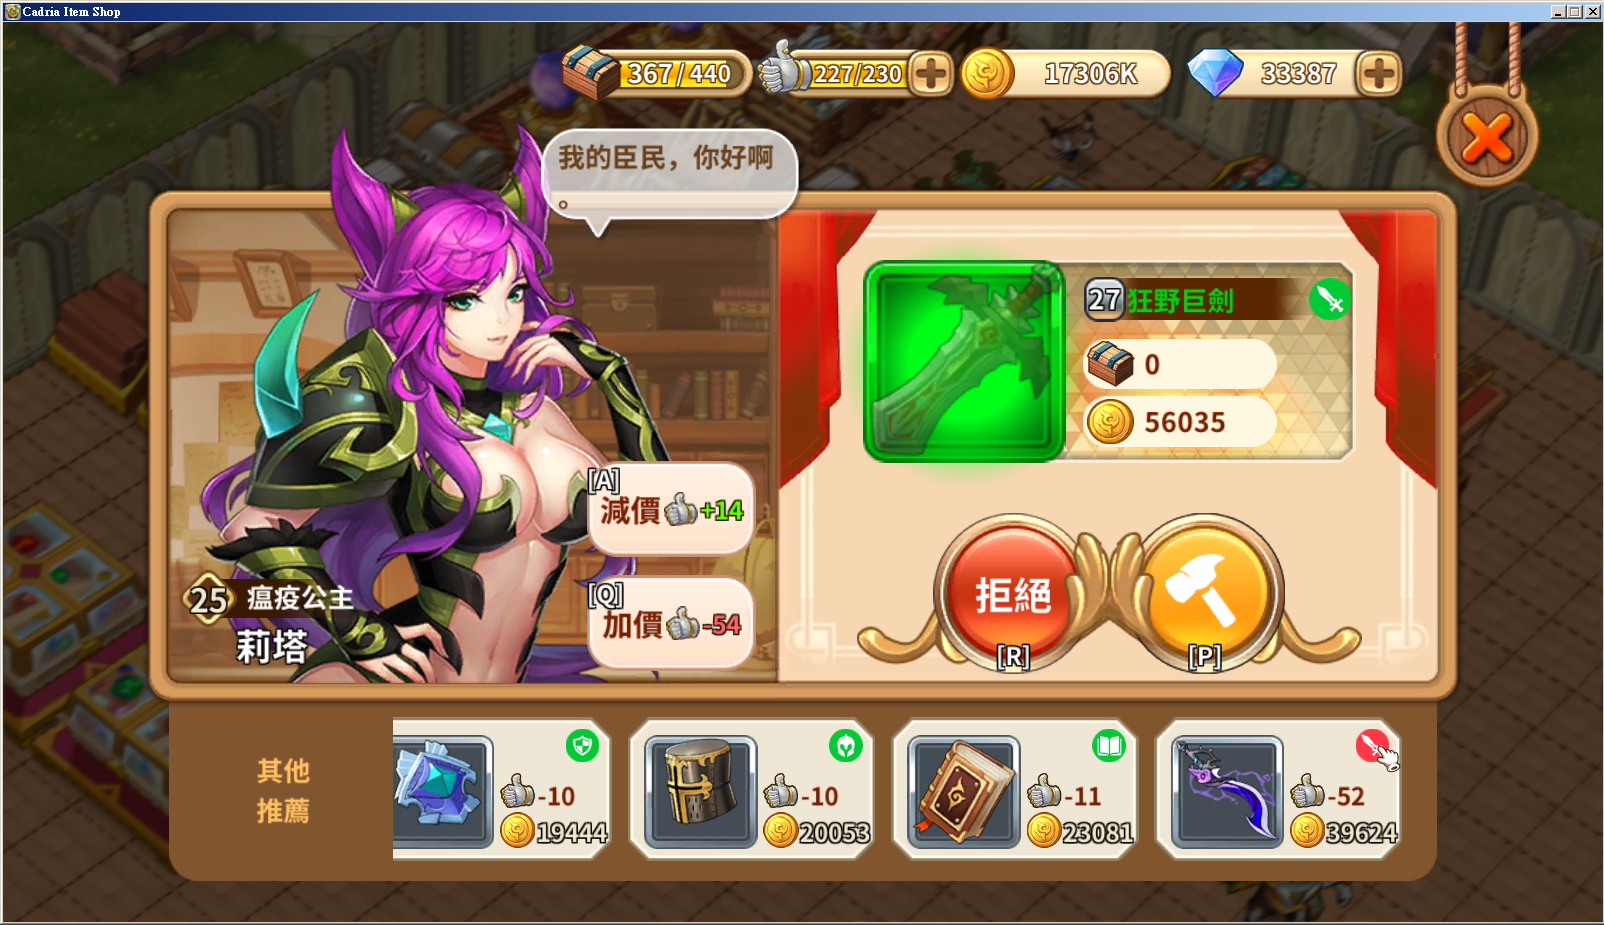 Cadria Item Shop
367/440
227/230
17306K
33387
我的臣民，你好啊
。
27 狂野巨劍
0
56035
[A]
減價 +14
[Q]
加價 -54
25 瘟疫公主
莉塔
拒絕
[R]
[P]
其他
推薦
-10
19444
-10
20053
-11
23081
-52
39624